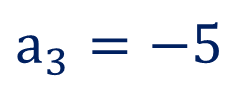 a₃ = −5